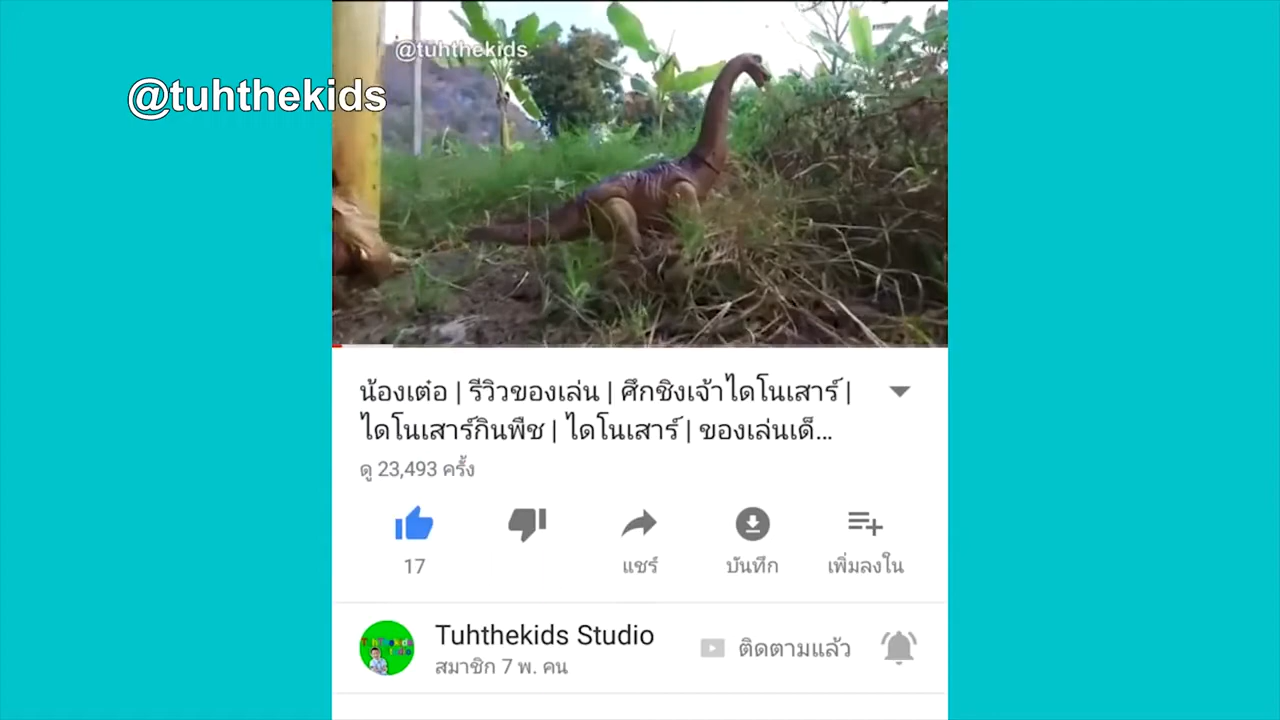 @tuhthekids
@tuhthekids
น้องเต๋อ | รีวิวของเล่น | ศึกชิงเจ้าไดโนเสาร์ |
ไดโนเสาร์กินพืช | ไดโนเสาร์ | ของเล่นเด็...
ดู 23,493 ครั้ง
17
แชร์
บันทึก
เพิ่มลงใน
Tuhthekids Studio
สมาชิก 7 พ. คน
ติดตามแล้ว